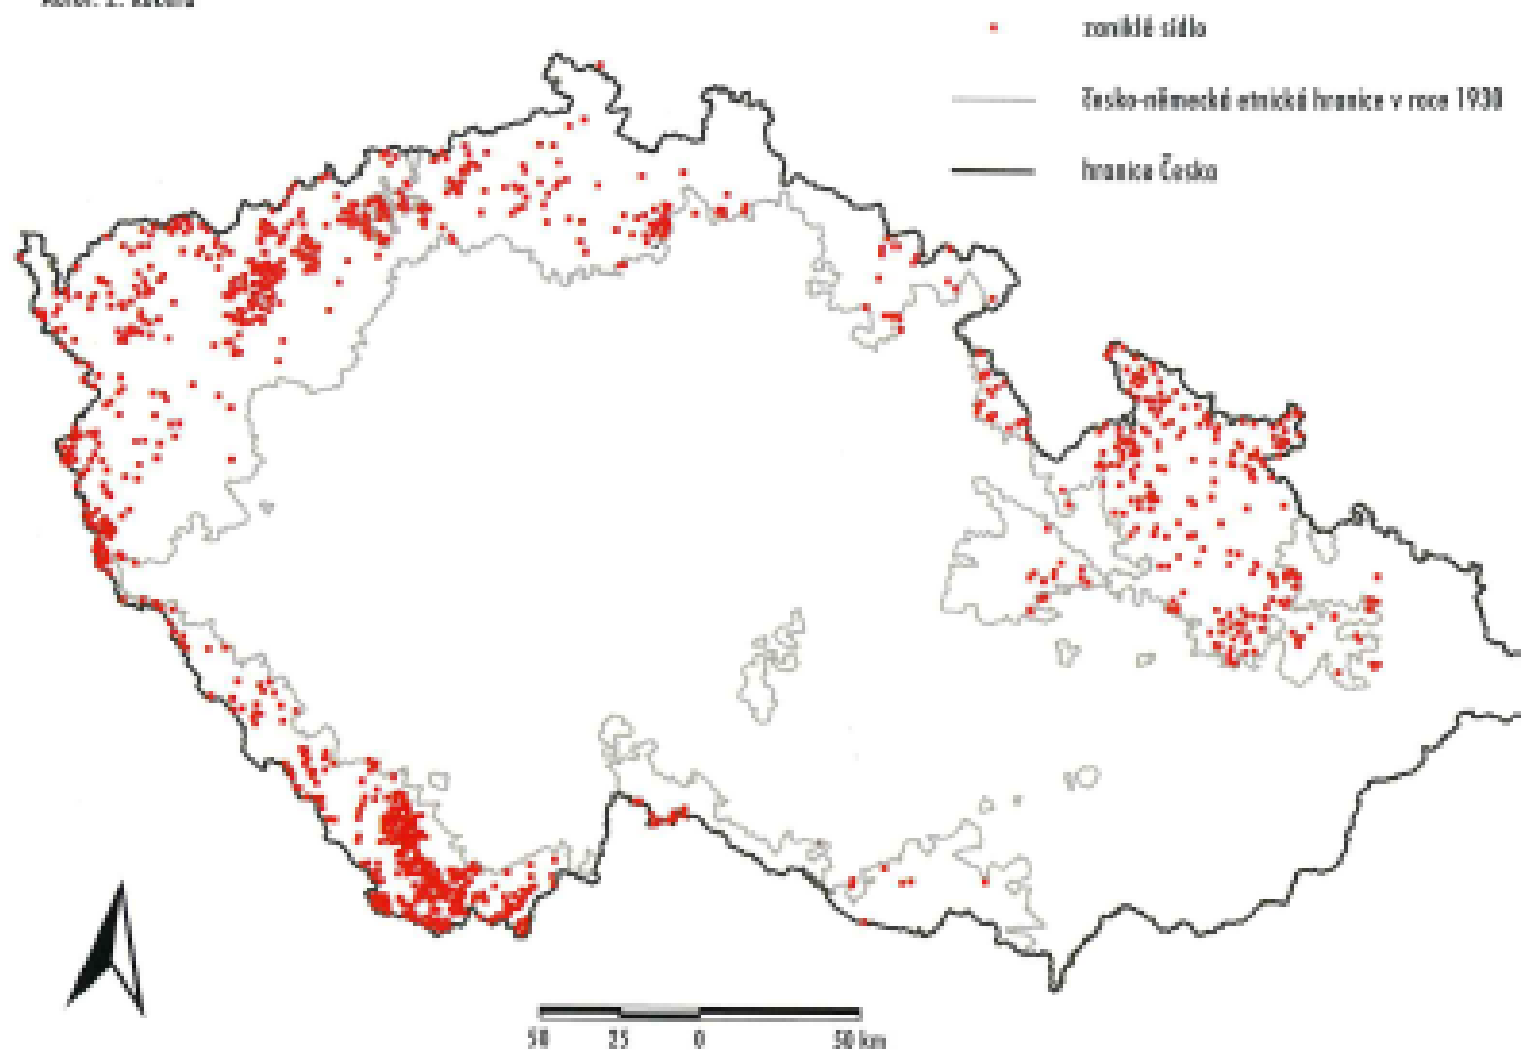 zaniklé sídlo
česko-německá etnická hranice v roce 1930
hranice Česka
50 25 0 50 km